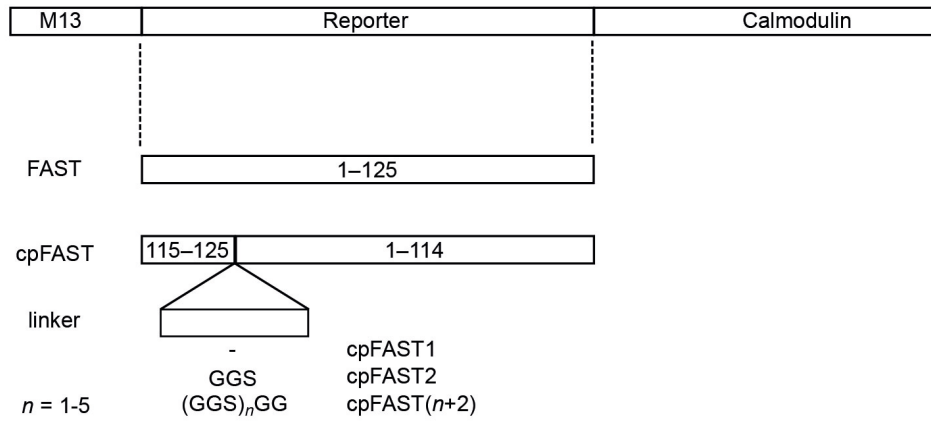 M13 Reporter Calmodulin
FAST 1–125
cpFAST 115–125 1–114
linker
- cpFAST1
GGS cpFAST2
n = 1-5 (GGS)nGG cpFAST(n+2)